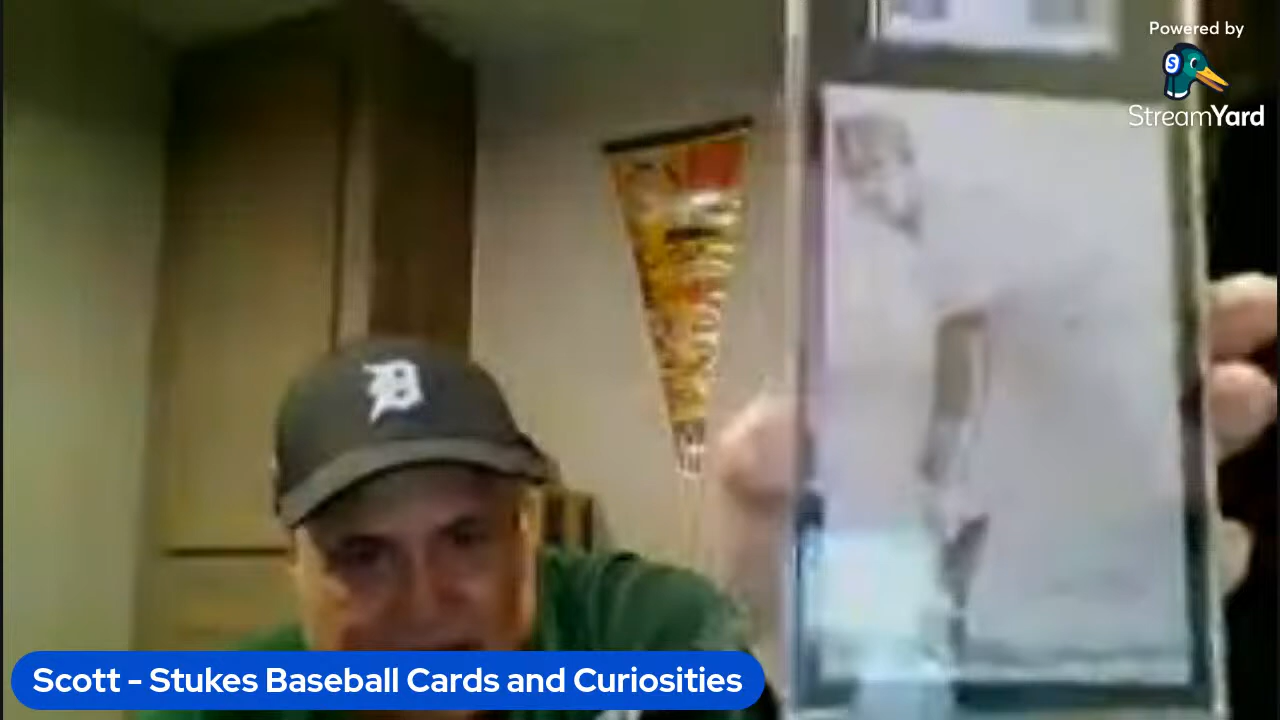 Powered by
S
StreamYard
D
Scott - Stukes Baseball Cards and Curiosities